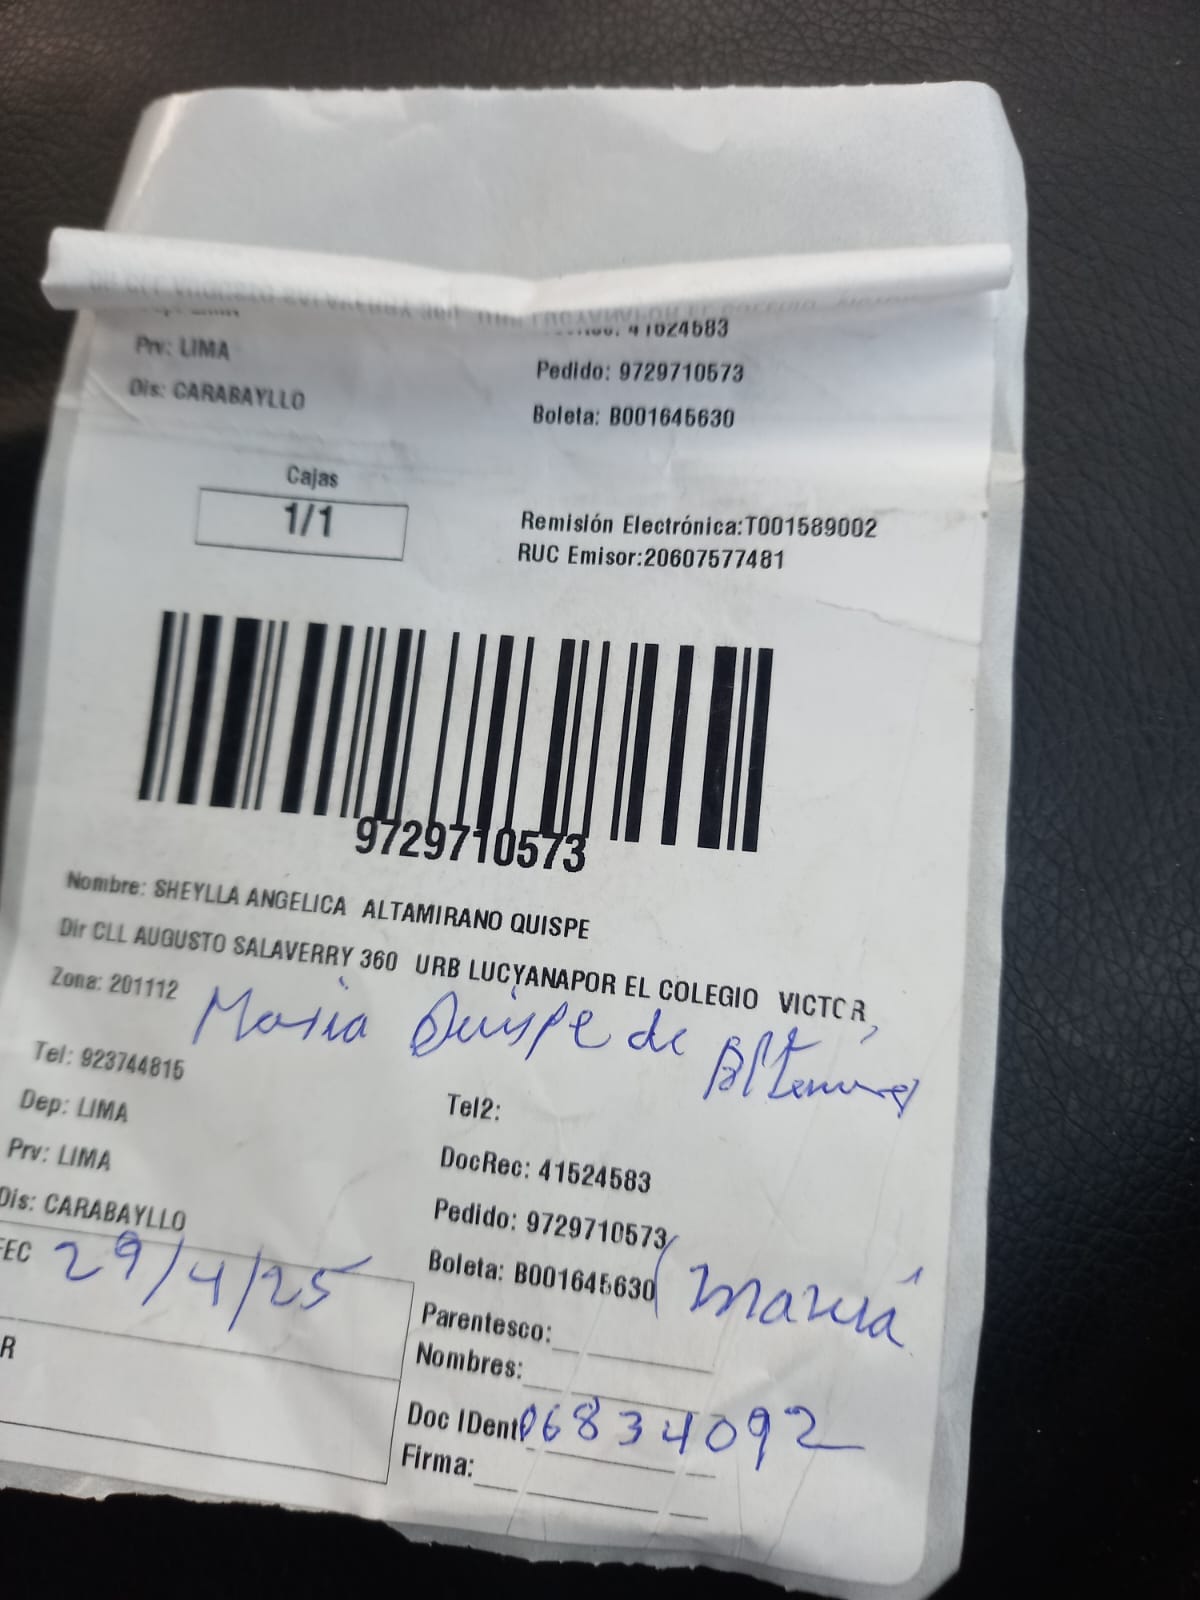 41524583
Prv: LIMA
Pedido: 9729710573
Dis: CARABAYLLO
Boleta: B001645630
Cajas
1/1
Remisión Electrónica:T001589002
RUC Emisor:20607577481
9729710573
Nombre: SHEYLLA ANGELICA ALTAMIRANO QUISPE
Dir CLL AUGUSTO SALAVERRY 360 URB LUCYANAPOR EL COLEGIO VICTOR
Zona: 201112
Maria Quispe de
Tel: 923744815
Tel2:
Dep: LIMA
DocRec: 41524583
Prv: LIMA
Pedido: 9729710573
Dis: CARABAYLLO
Boleta: B001645630
FEC 29/4/25
Parentesco:
Nombres:
R
Doc IDent 06834092
Firma: